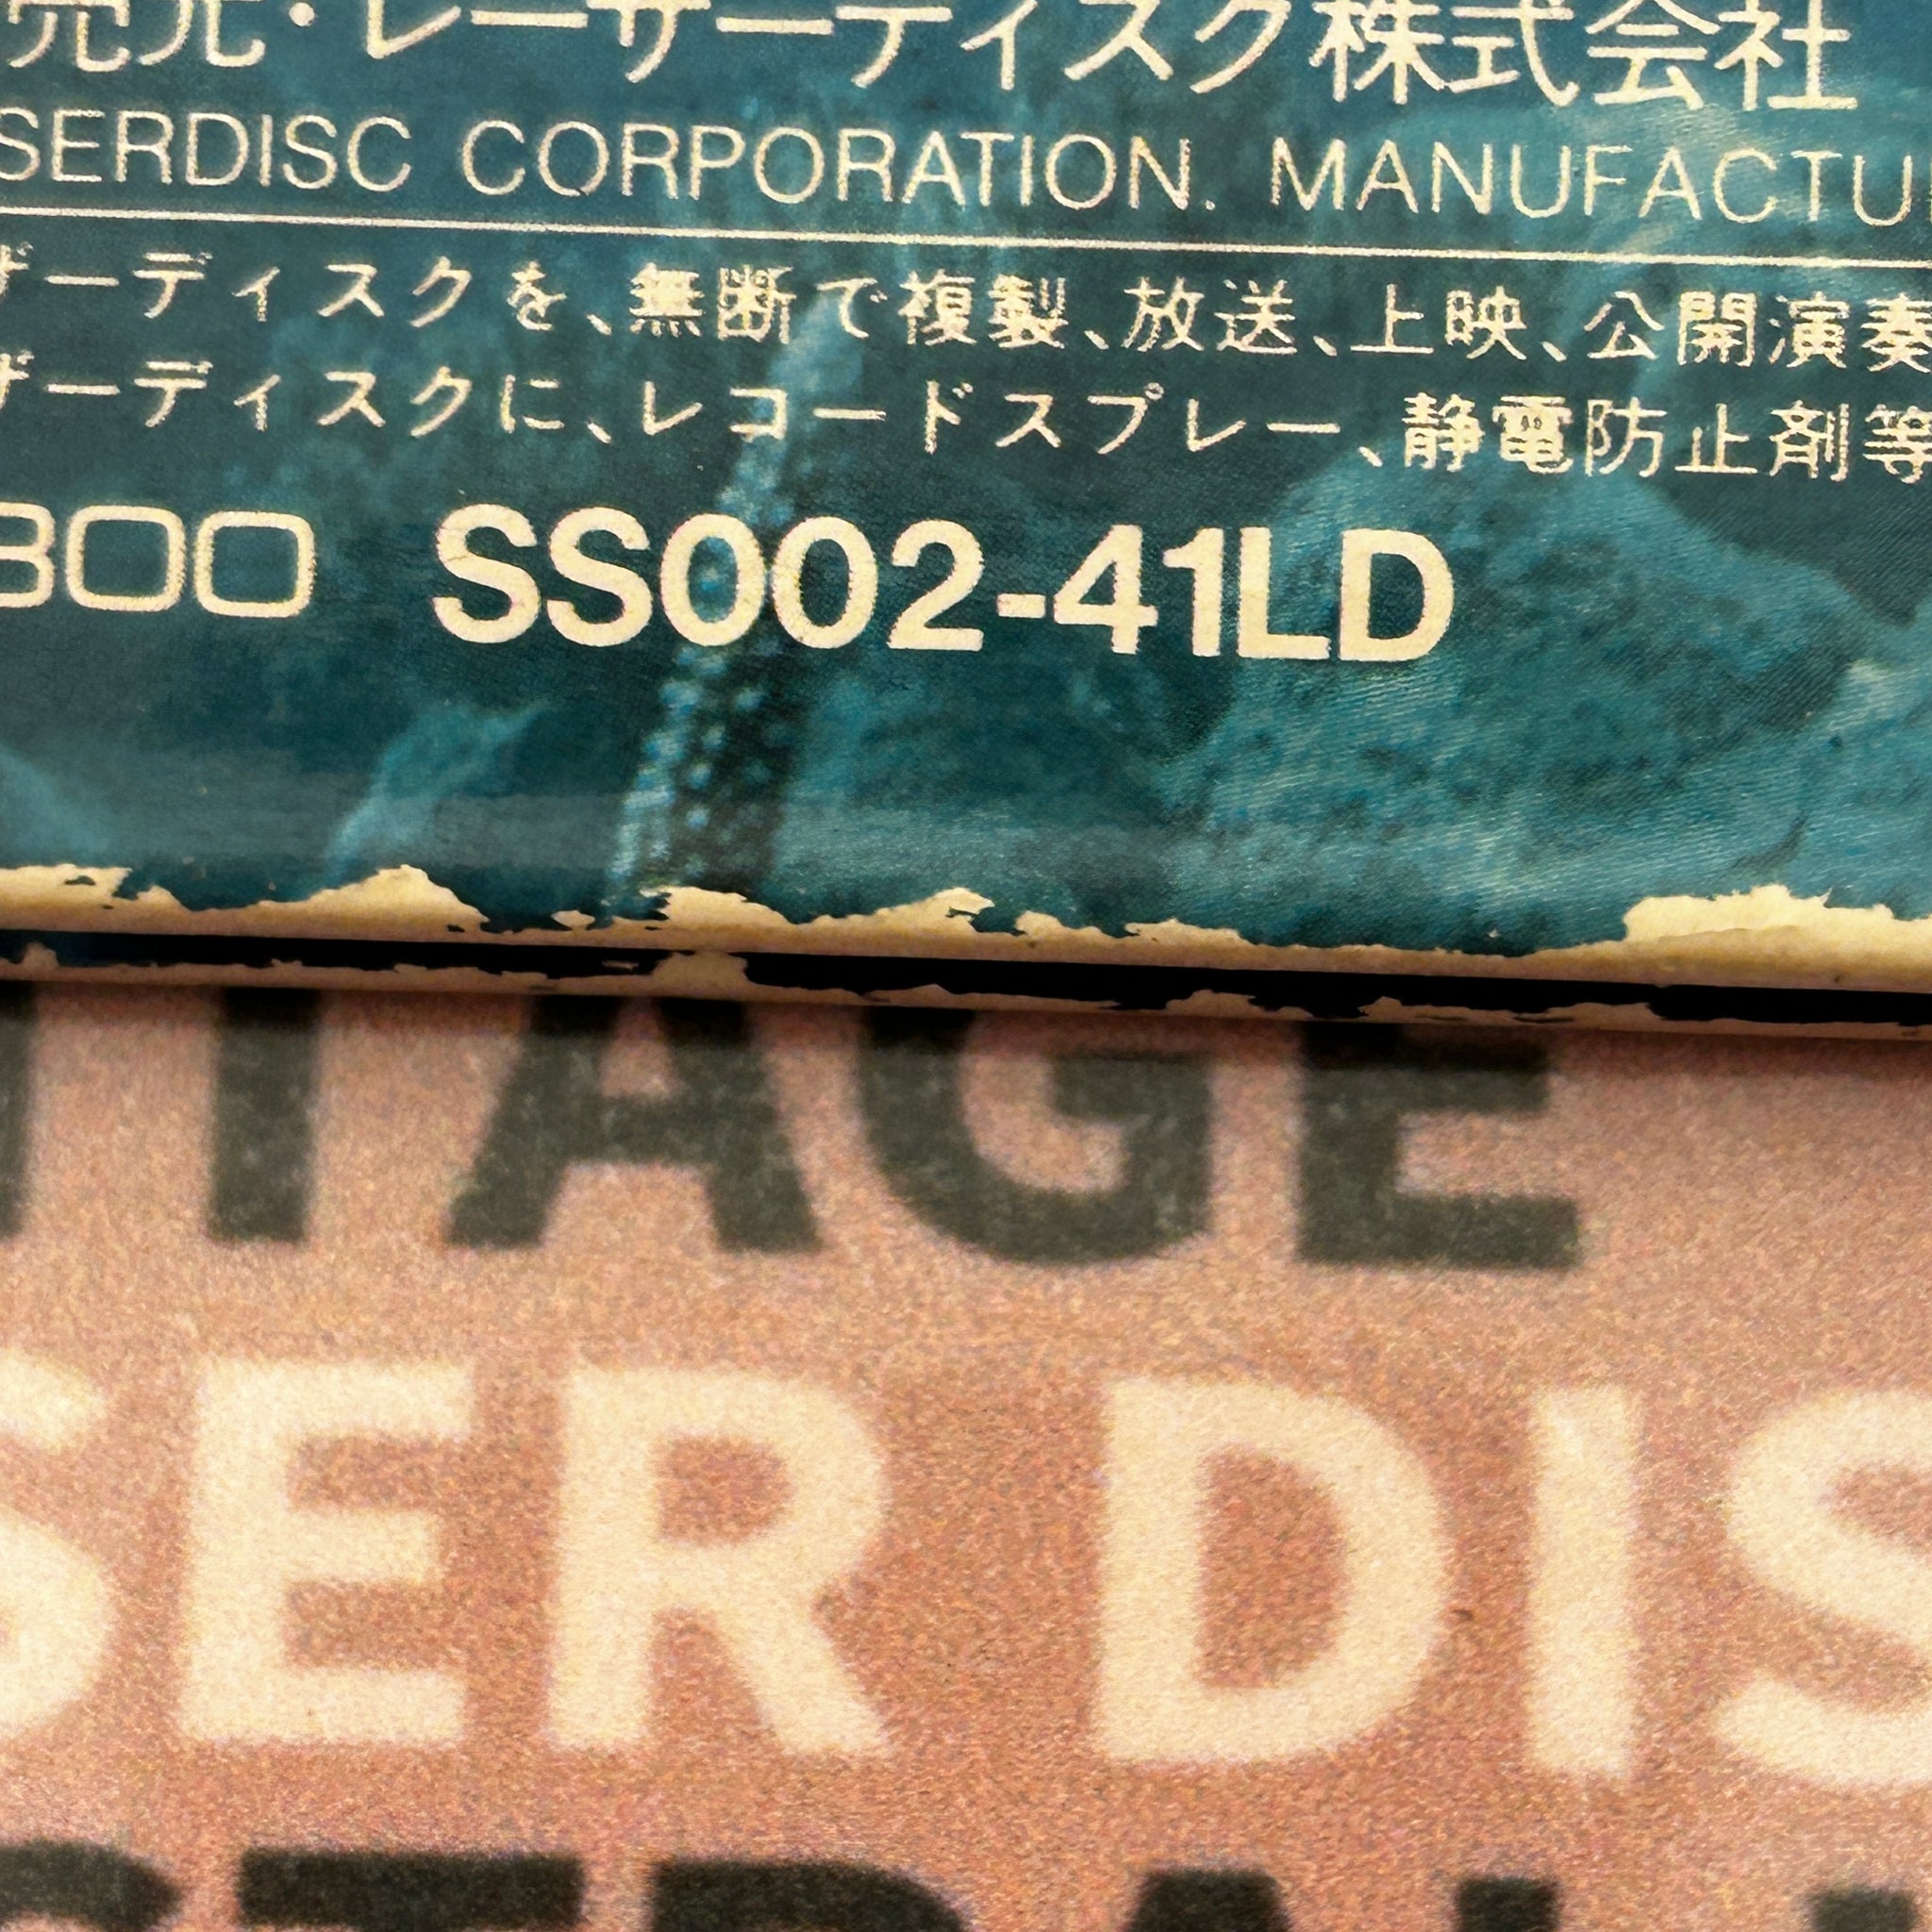 発売元・レーザーディスク株式会社
SERDISC CORPORATION. MANUFACTU
ザーディスクを、無断で複製、放送、上映、公開演奏
ザーディスクに、レコードスプレー、静電防止剤等
800 SS002-41LD
TAGE
SER DIS